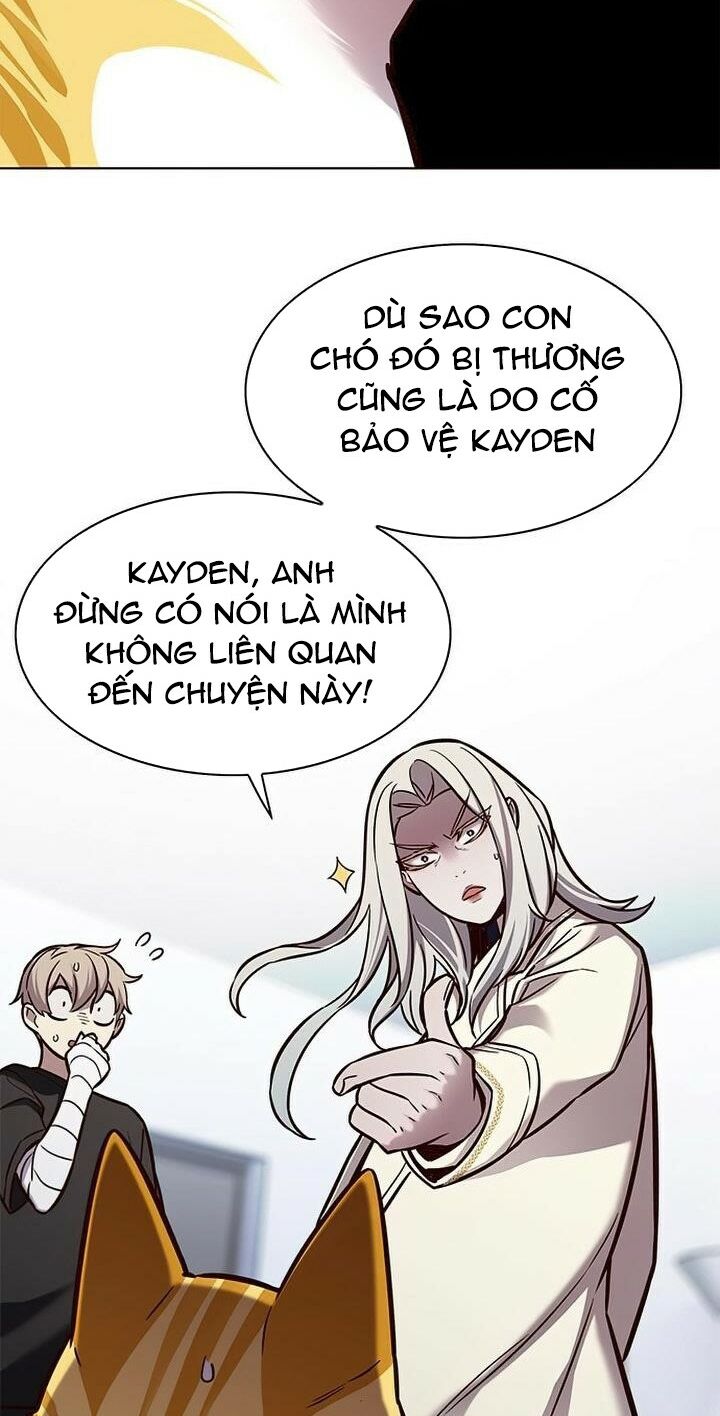 DÙ SAO CON
CHÓ ĐÓ BỊ THƯƠNG
CŨNG LÀ DO CỐ
BẢO VỆ KAYDEN
KAYDEN, ANH
ĐỪNG CÓ NÓI LÀ MÌNH
KHÔNG LIÊN QUAN
ĐẾN CHUYỆN NÀY!